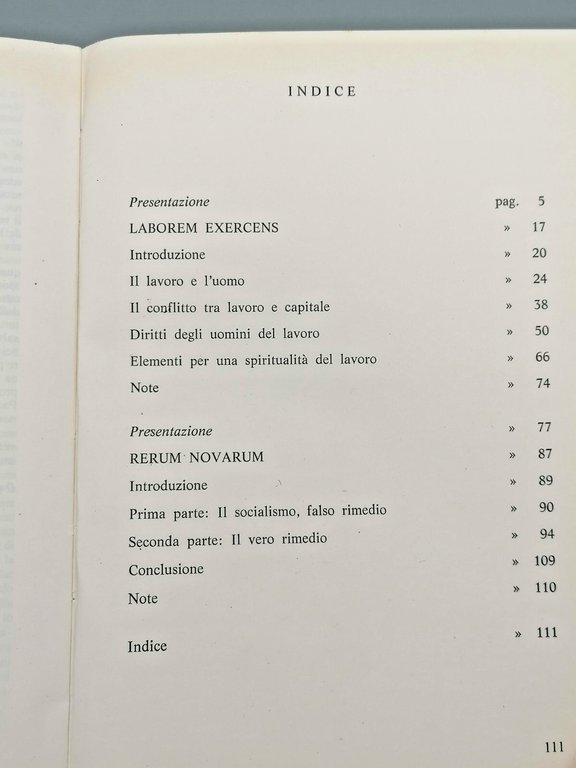 INDICE
Presentazione pag. 5
LABOREM EXERCENS » 17
Introduzione » 20
Il lavoro e l'uomo » 24
Il conflitto tra lavoro e capitale » 38
Diritti degli uomini del lavoro » 50
Elementi per una spiritualità del lavoro » 66
Note » 74
Presentazione » 77
RERUM NOVARUM » 87
Introduzione » 89
Prima parte: Il socialismo, falso rimedio » 90
Seconda parte: Il vero rimedio » 94
Conclusione » 109
Note » 110
Indice » 111
111